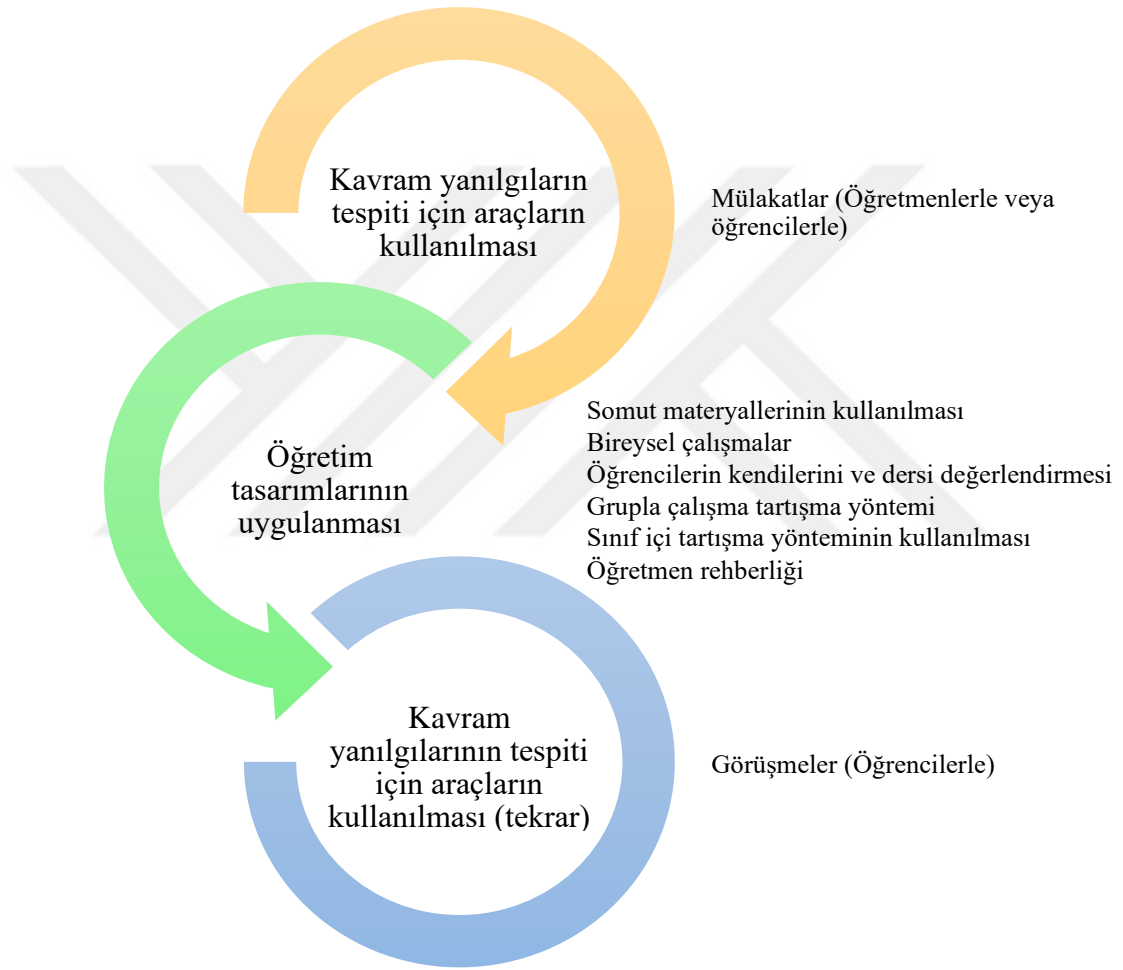 Kavram yanılgıların
tespiti için araçların
kullanılması
Mülakatlar (Öğretmenlerle veya
öğrencilerle)
Öğretim
tasarımlarının
uygulanması
Somut materyallerinin kullanılması
Bireysel çalışmalar
Öğrencilerin kendilerini ve dersi değerlendirmesi
Grupla çalışma tartışma yöntemi
Sınıf içi tartışma yönteminin kullanılması
Öğretmen rehberliği
Kavram
yanılgılarının tespiti
için araçların
kullanılması (tekrar)
Görüşmeler (Öğrencilerle)